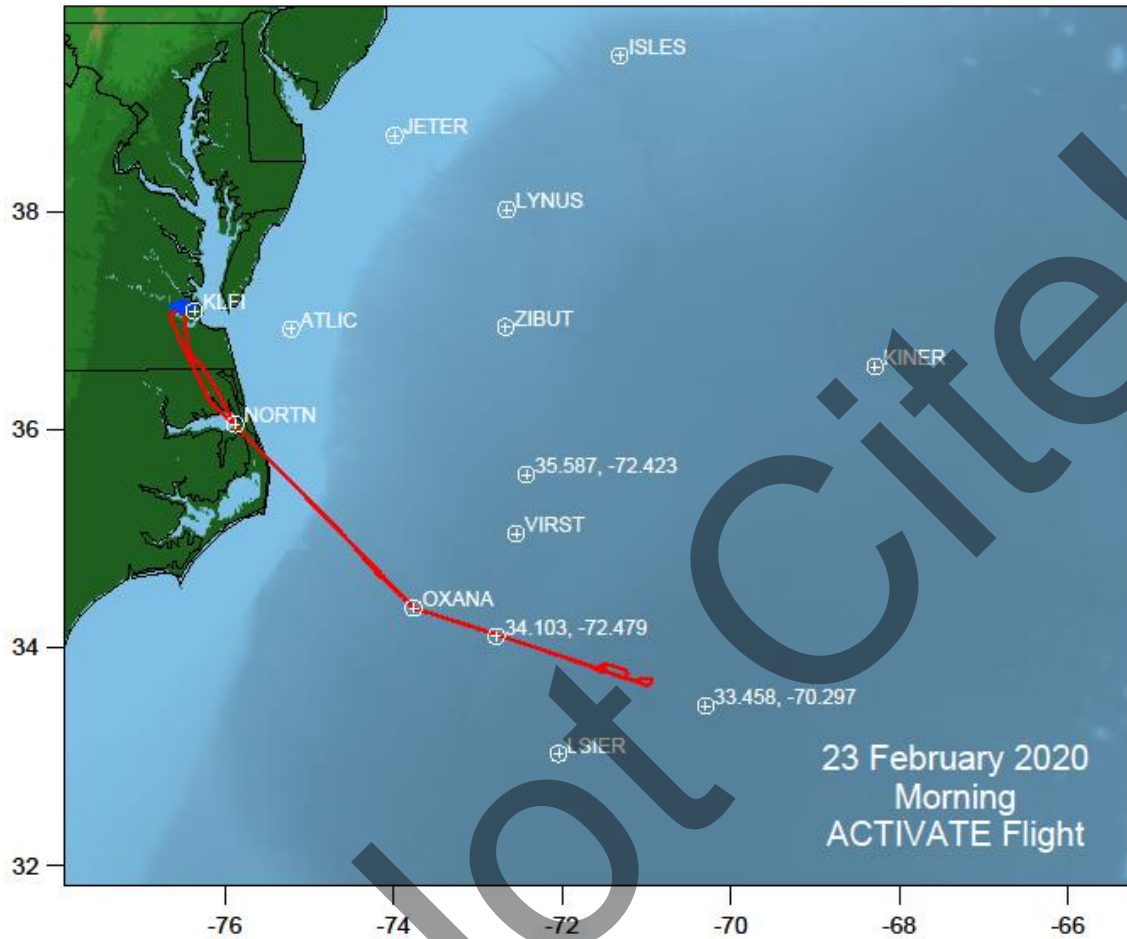 ISLES
JETER
LYNUS
38
KLFI
ATLIC
ZIBUT
KINER
36
NORTN
35.587, -72.423
VIRST
OXANA
34.103, -72.479
34
33.458, -70.297
LSIER
23 February 2020
Morning
ACTIVATE Flight
32
-76 -74 -72 -70 -68 -66
ot Cite